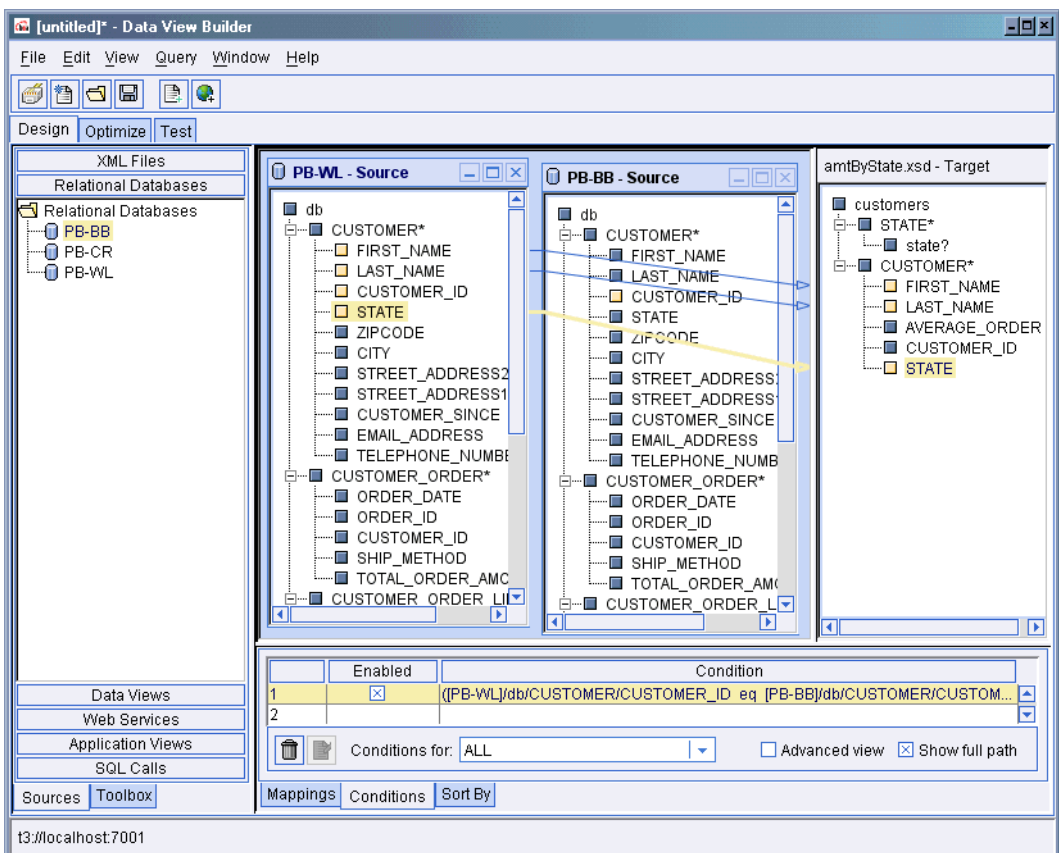 [untitled]* - Data View Builder
File Edit View Query Window Help
Design Optimize Test
XML Files
Relational Databases
Relational Databases
PB-BB
PB-CR
PB-WL
Data Views
Web Services
Application Views
SQL Calls
Sources Toolbox
PB-WL - Source
db
CUSTOMER*
FIRST_NAME
LAST_NAME
CUSTOMER_ID
STATE
ZIPCODE
CITY
STREET_ADDRESS2
STREET_ADDRESS1
CUSTOMER_SINCE
EMAIL_ADDRESS
TELEPHONE_NUMBE
CUSTOMER_ORDER*
ORDER_DATE
ORDER_ID
CUSTOMER_ID
SHIP_METHOD
TOTAL_ORDER_AMO
CUSTOMER_ORDER_LI
PB-BB - Source
db
CUSTOMER*
FIRST_NAME
LAST_NAME
CUSTOMER_ID
STATE
ZIPCODE
CITY
STREET_ADDRESS
STREET_ADDRESS
CUSTOMER_SINCE
EMAIL_ADDRESS
TELEPHONE_NUMB
CUSTOMER_ORDER*
ORDER_DATE
ORDER_ID
CUSTOMER_ID
SHIP_METHOD
TOTAL_ORDER_AM
CUSTOMER_ORDER_L
amtByState.xsd - Target
customers
STATE*
state?
CUSTOMER*
FIRST_NAME
LAST_NAME
AVERAGE_ORDER
CUSTOMER_ID
STATE
Enabled Condition
1 ([PB-WL]/db/CUSTOMER/CUSTOMER_ID eq [PB-BB]/db/CUSTOMER/CUSTOM...
2
Conditions for: ALL Advanced view Show full path
Mappings Conditions Sort By
t3://localhost:7001